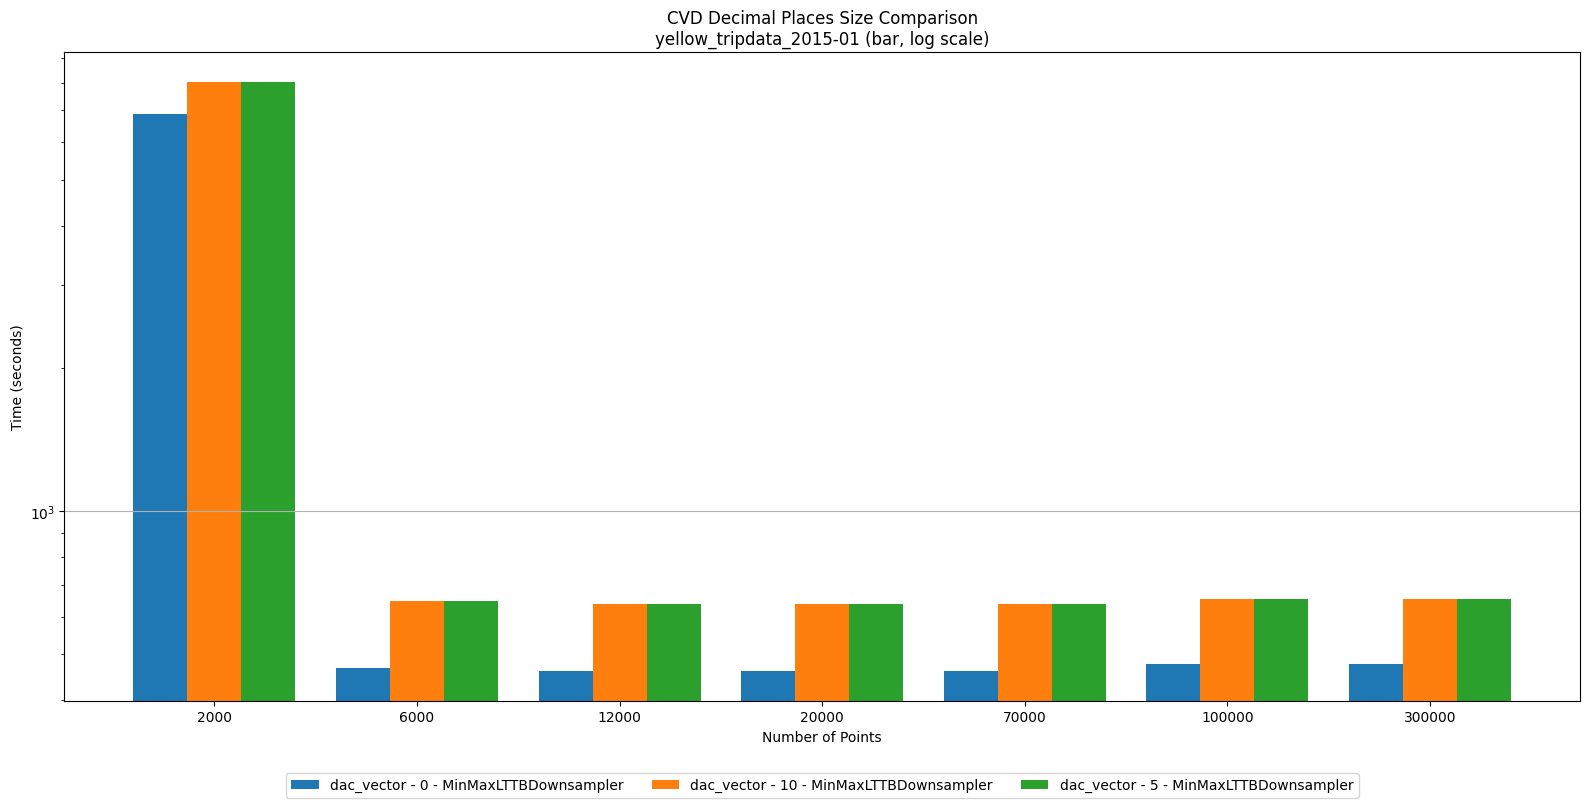 CVD Decimal Places Size Comparison
yellow_tripdata_2015-01 (bar, log scale)
Time (seconds)
10³
2000 6000 12000 20000 70000 100000 300000
Number of Points
dac_vector - 0 - MinMaxLTTBDownsampler dac_vector - 10 - MinMaxLTTBDownsampler dac_vector - 5 - MinMaxLTTBDownsampler